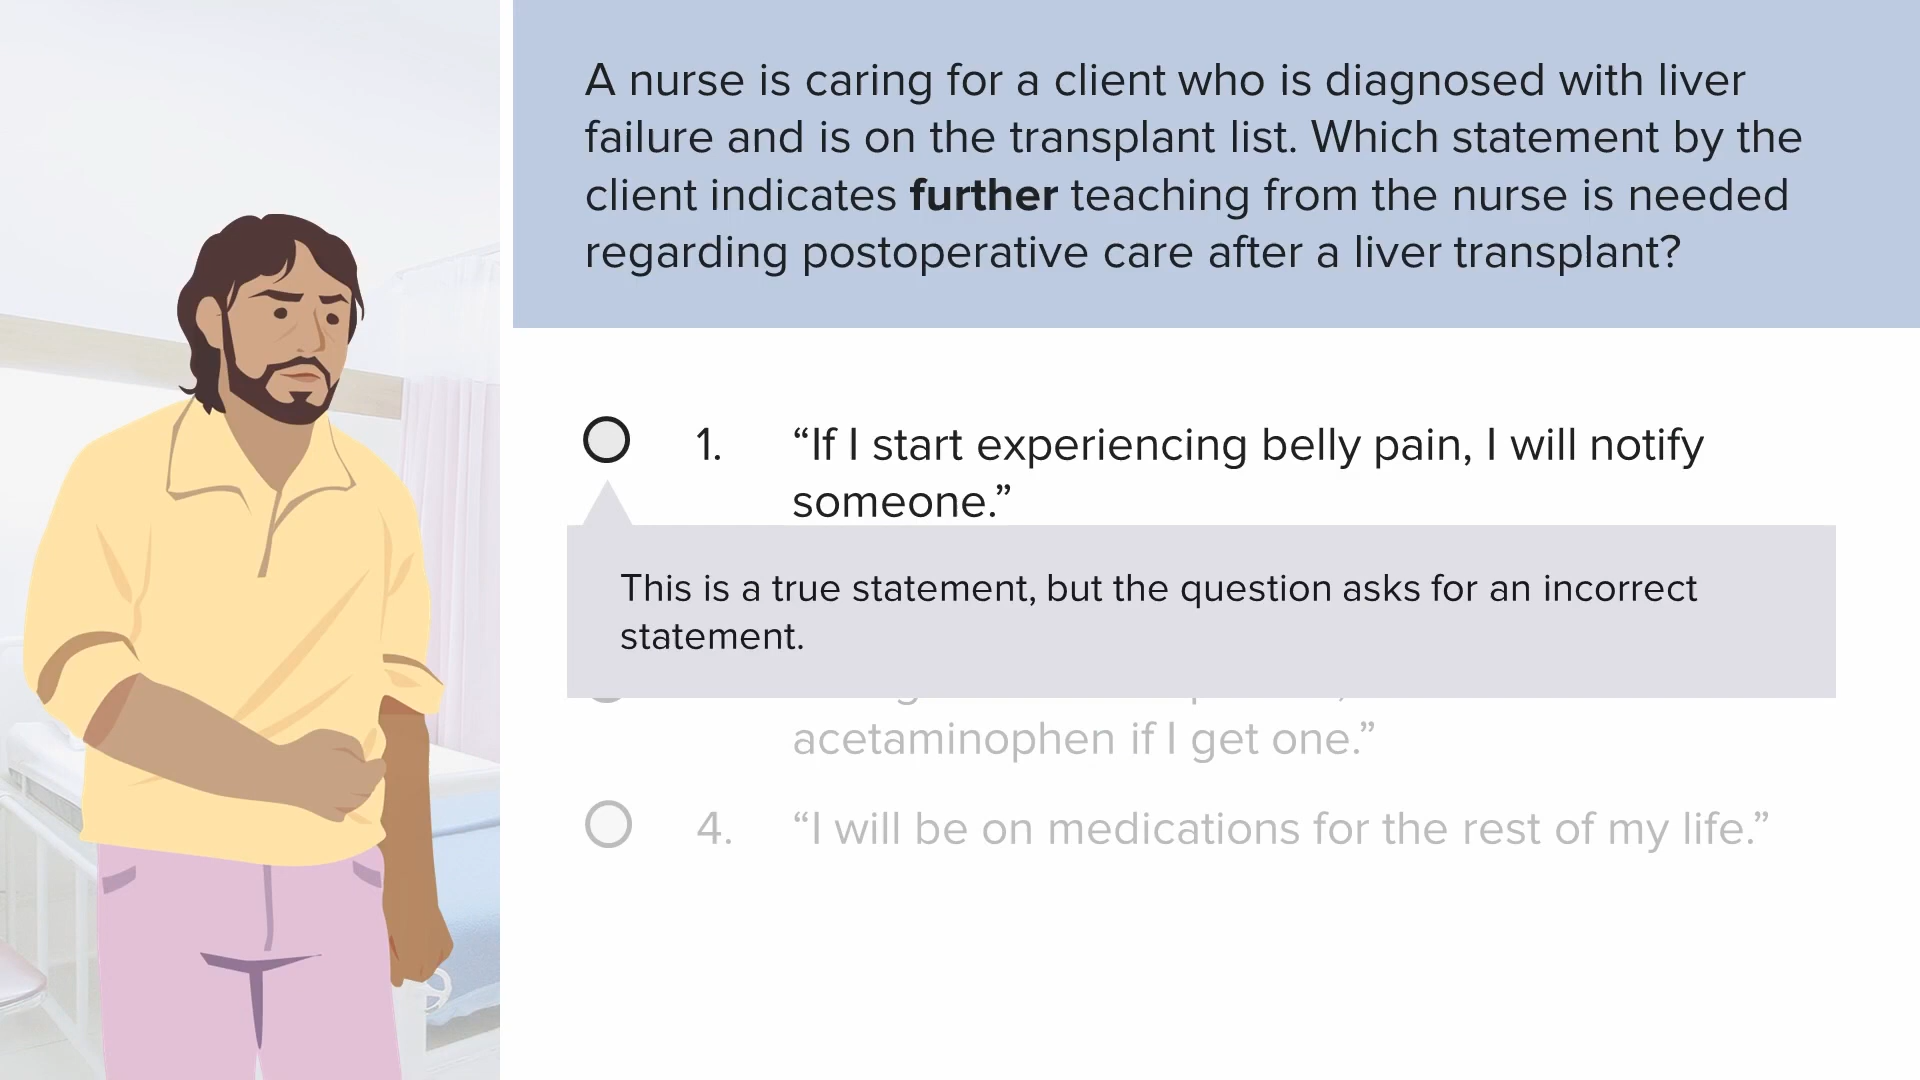 A nurse is caring for a client who is diagnosed with liver
failure and is on the transplant list. Which statement by the
client indicates further teaching from the nurse is needed
regarding postoperative care after a liver transplant?
1. “If I start experiencing belly pain, I will notify
someone.”
This is a true statement, but the question asks for an incorrect
statement.
acetaminophen if I get one.”
4. “I will be on medications for the rest of my life.”